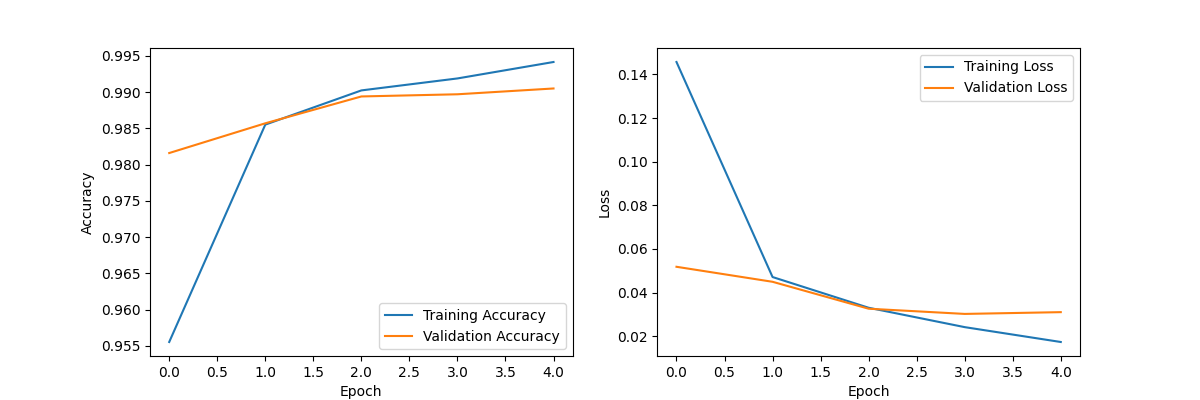 0.995
0.990
0.985
0.980
0.975
0.970
0.965
0.960
0.955
Accuracy
0.0 0.5 1.0 1.5 2.0 2.5 3.0 3.5 4.0
Epoch
Training Accuracy
Validation Accuracy
0.14
0.12
0.10
0.08
0.06
0.04
0.02
Loss
0.0 0.5 1.0 1.5 2.0 2.5 3.0 3.5 4.0
Epoch
Training Loss
Validation Loss